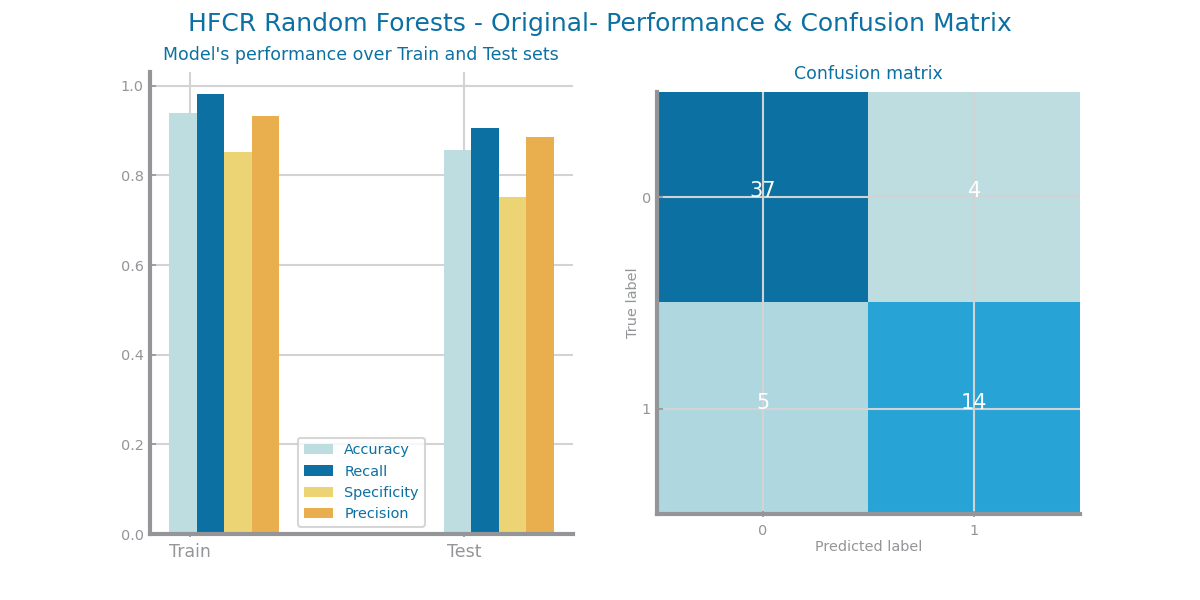 HFCR Random Forests - Original- Performance & Confusion Matrix
Model's performance over Train and Test sets
1.0
0.8
0.6
0.4
0.2
0.0
Train
Test
Accuracy
Recall
Specificity
Precision
Confusion matrix
True label
0
1
37
4
5
14
0
1
Predicted label